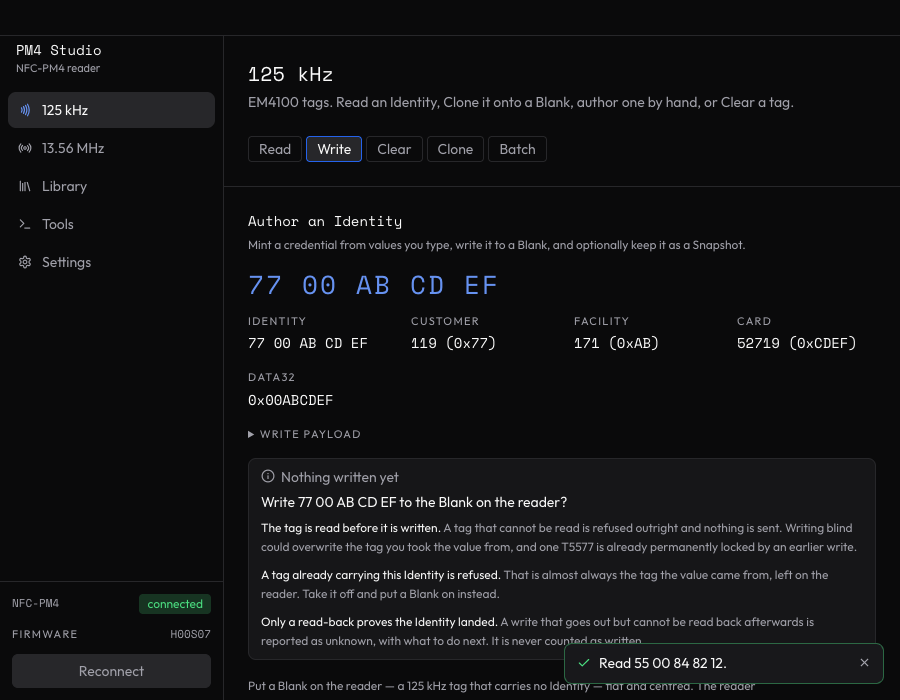 PM4 Studio
NFC-PM4 reader
125 kHz
13.56 MHz
Library
Tools
Settings
NFC-PM4
connected
FIRMWARE
H00S07
Reconnect
125 kHz
EM4100 tags. Read an Identity, Clone it onto a Blank, author one by hand, or Clear a tag.
Read
Write
Clear
Clone
Batch
Author an Identity
Mint a credential from values you type, write it to a Blank, and optionally keep it as a Snapshot.
77 00 AB CD EF
IDENTITY
77 00 AB CD EF
CUSTOMER
119 (0x77)
FACILITY
171 (0xAB)
CARD
52719 (0xCDEF)
DATA32
0x00ABCDEF
WRITE PAYLOAD
Nothing written yet
Write 77 00 AB CD EF to the Blank on the reader?
The tag is read before it is written. A tag that cannot be read is refused outright and nothing is sent. Writing blind
could overwrite the tag you took the value from, and one T5577 is already permanently locked by an earlier write.
A tag already carrying this Identity is refused. That is almost always the tag the value came from, left on the
reader. Take it off and put a Blank on instead.
Only a read-back proves the Identity landed. A write that goes out but cannot be read back afterwards is
reported as unknown, with what to do next. It is never counted as written.
Put a Blank on the reader — a 125 kHz tag that carries no Identity — flat and centred. The reader
Read 55 00 84 82 12.